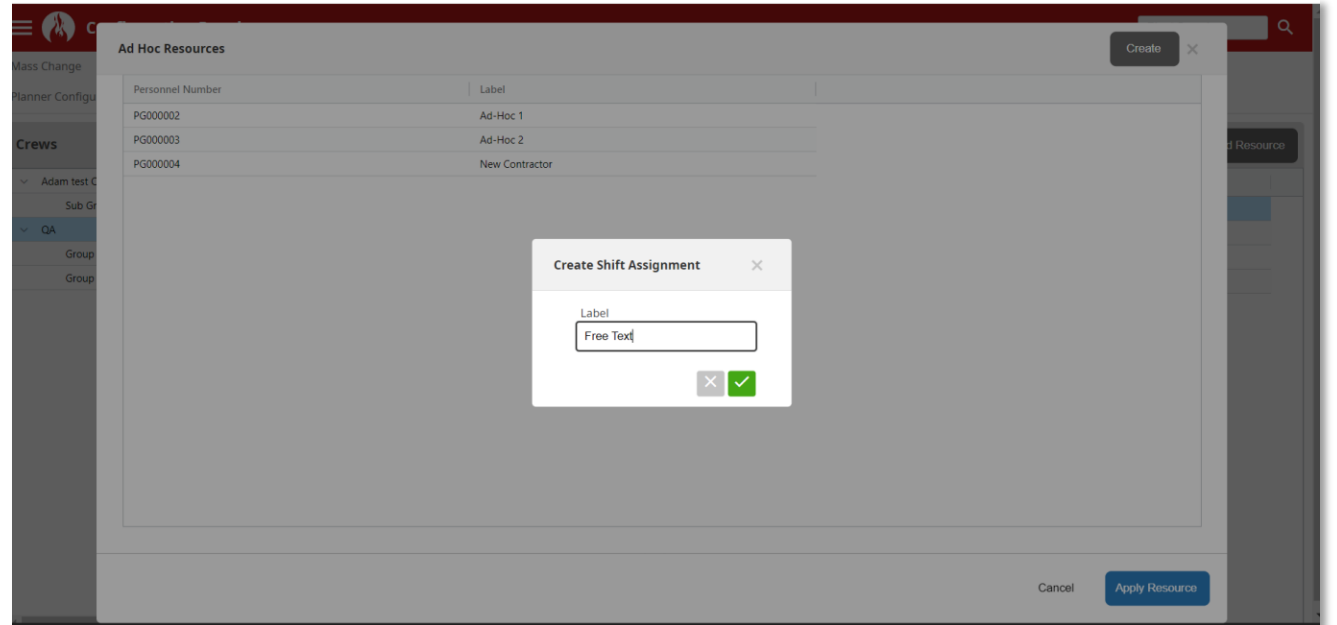 Ad Hoc Resources
Create
Mass Change
Personnel Number Label
Planner Configu
PG000002 Ad-Hoc 1
PG000003 Ad-Hoc 2
Crews
d Resource
PG000004 New Contractor
Adam test C
Sub Gr
QA
Group
Group
Create Shift Assignment
Label
Free Text
Cancel
Apply Resource